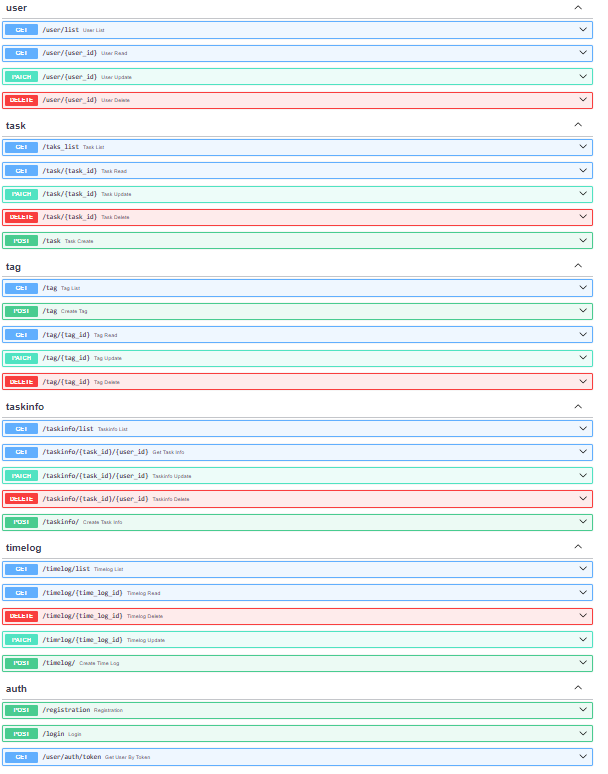 user
GET /user/list User List
GET /user/{user_id} User Read
PATCH /user/{user_id} User Update
DELETE /user/{user_id} User Delete
task
GET /taks_list Task List
GET /task/{task_id} Task Read
PATCH /task/{task_id} Task Update
DELETE /task/{task_id} Task Delete
POST /task Task Create
tag
GET /tag Tag List
POST /tag Create Tag
GET /tag/{tag_id} Tag Read
PATCH /tag/{tag_id} Tag Update
DELETE /tag/{tag_id} Tag Delete
taskinfo
GET /taskinfo/list Taskinfo List
GET /taskinfo/{task_id}/{user_id} Get Task Info
PATCH /taskinfo/{task_id}/{user_id} Taskinfo Update
DELETE /taskinfo/{task_id}/{user_id} Taskinfo Delete
POST /taskinfo/ Create Task Info
timelog
GET /timelog/list Timelog List
GET /timelog/{time_log_id} Timelog Read
DELETE /timelog/{time_log_id} Timelog Delete
PATCH /timrlog/{time_log_id} Timelog Update
POST /timelog/ Create Time Log
auth
POST /registration Registration
POST /login Login
GET /user/auth/token Get User By Token